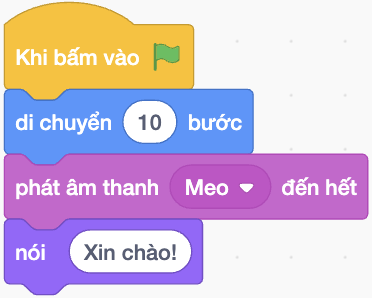 Khi bấm vào
di chuyển 10 bước
phát âm thanh Meo đến hết
nói Xin chào!